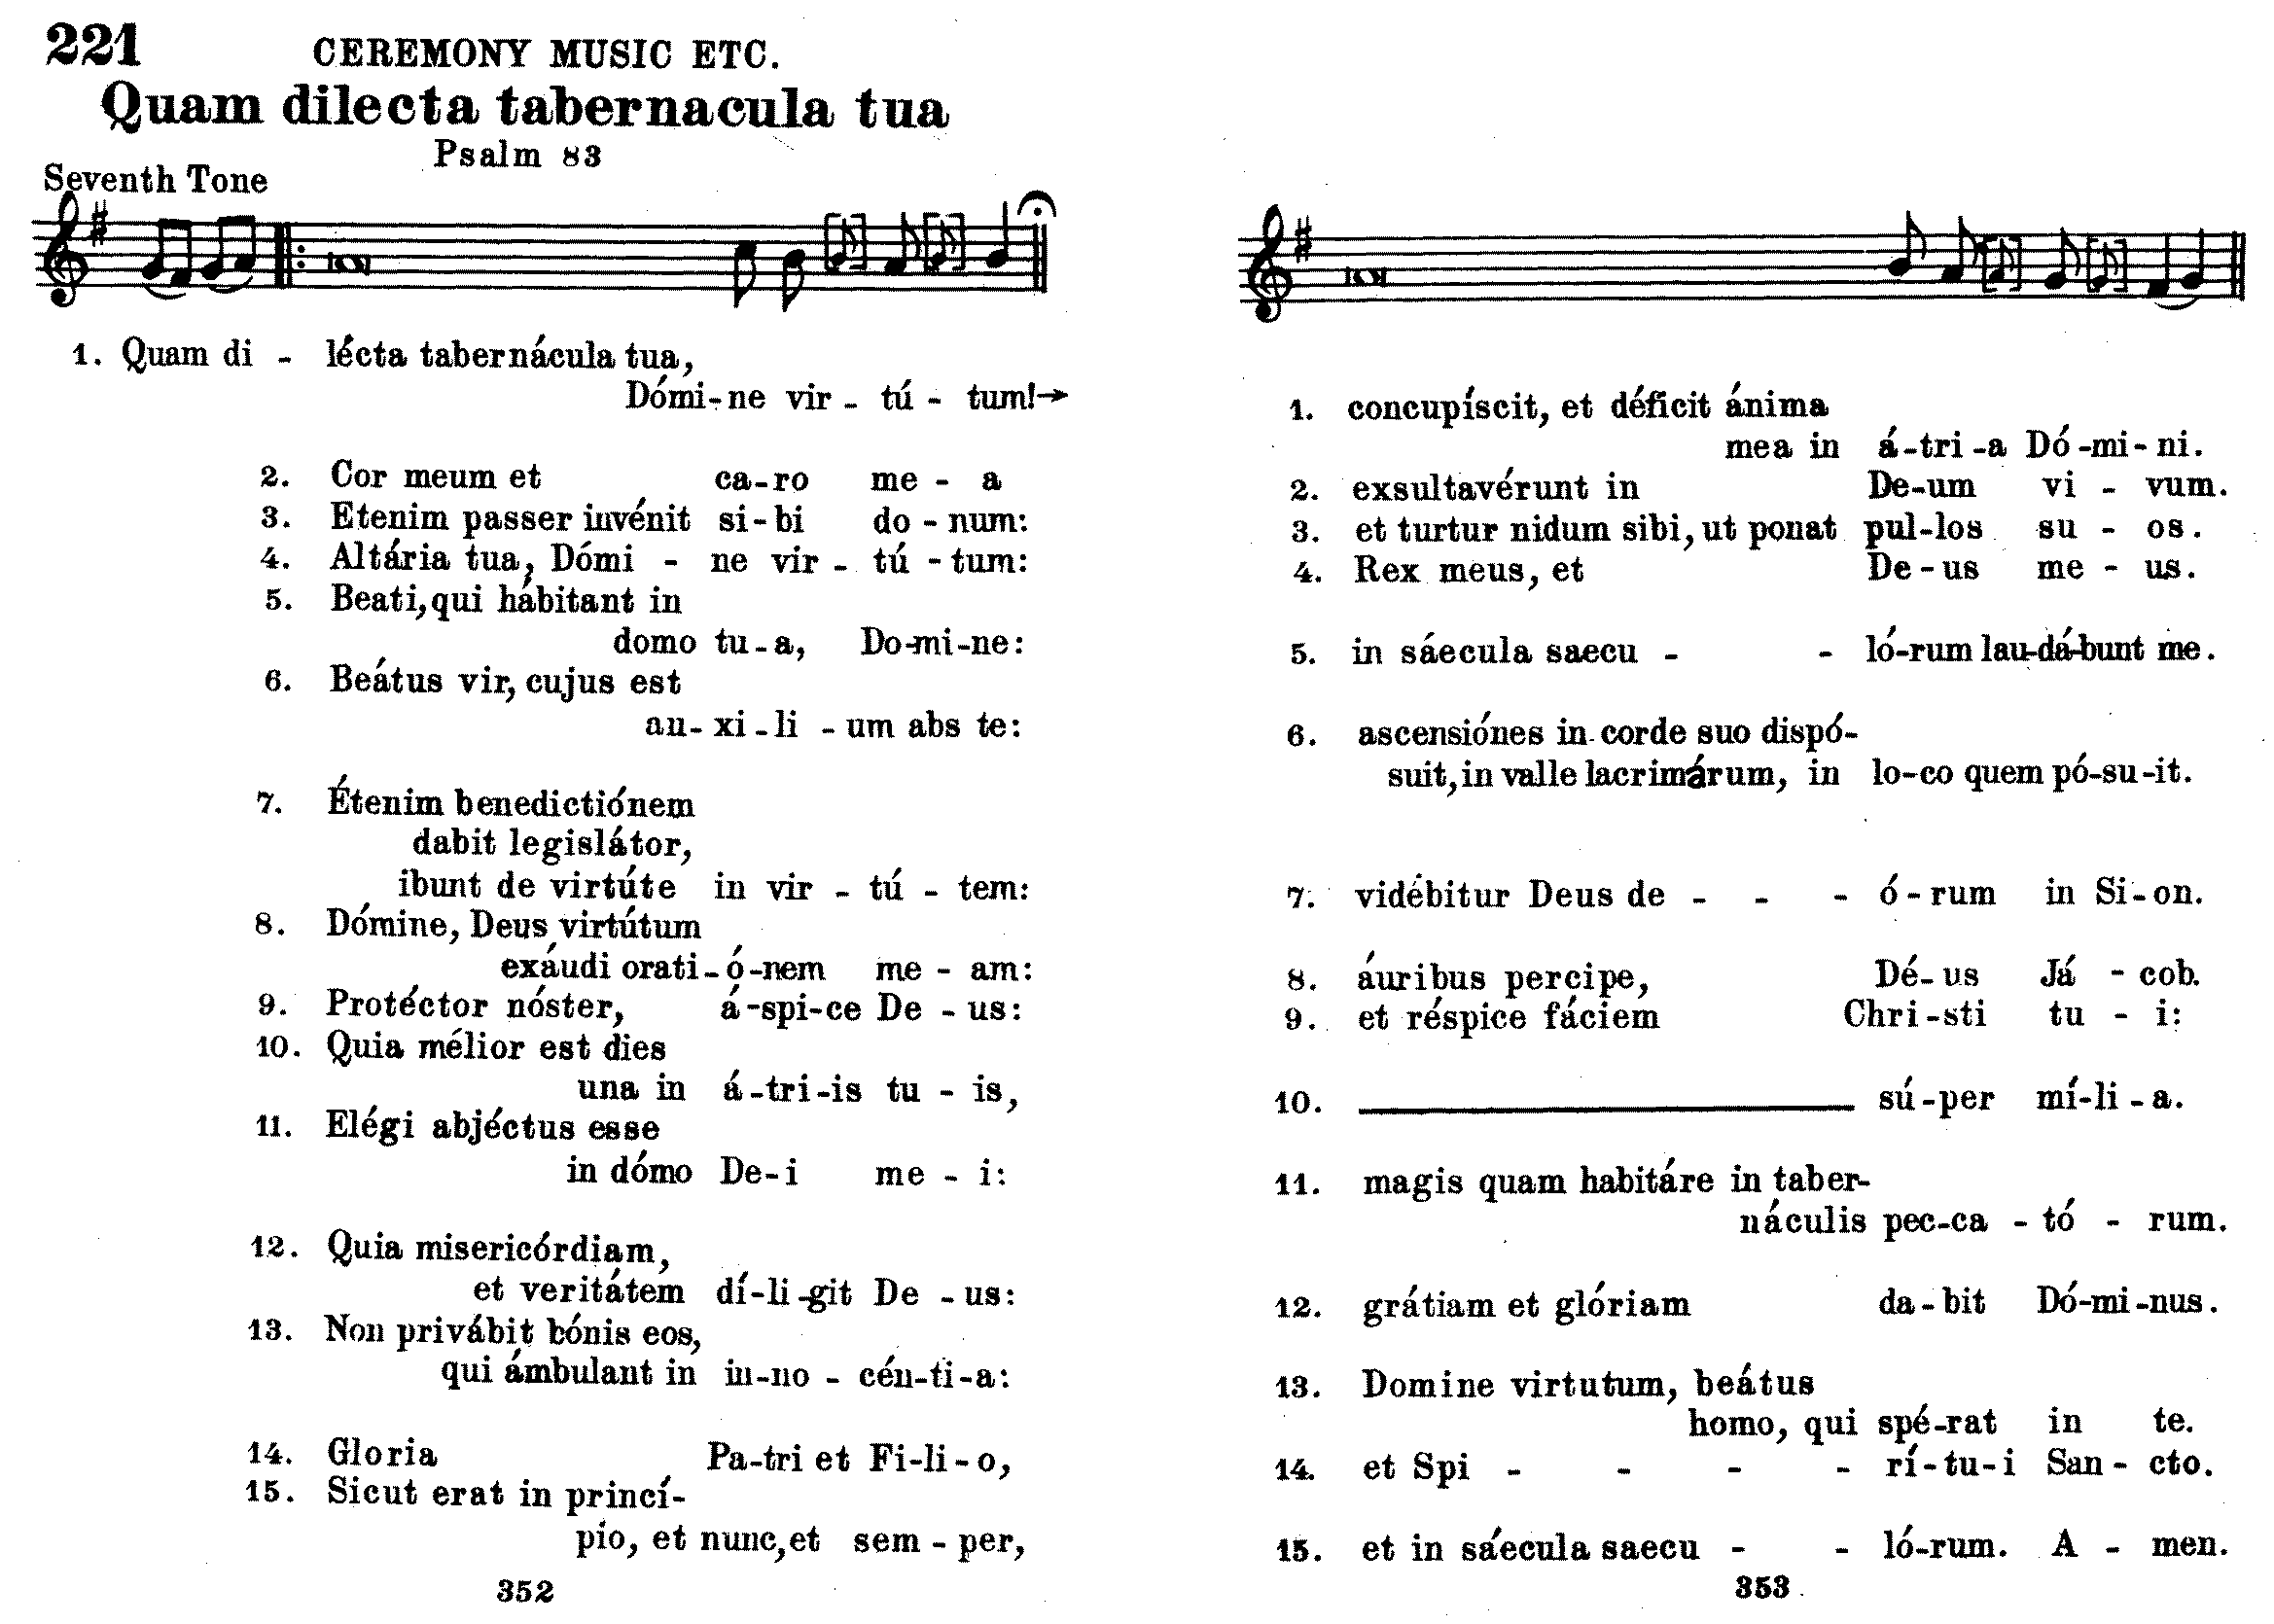 221
CEREMONY MUSIC ETC.
Quam dilecta tabernacula tua
Psalm 83
Seventh Tone
1. Quam di - lécta tabernácula tua,
Dómi-ne vir - tú - tum!→
2. Cor meum et ca-ro me - a
3. Etenim passer invénit si-bi do - num:
4. Altária tua, Dómi - ne vir - tú - tum:
5. Beati, qui hábitant in
domo tu-a, Do-mi-ne:
6. Beátus vir, cujus est
au- xi - li - um abs te:
7. Étenim benedictiónem
dabit legislátor,
ibunt de virtúte in vir - tú - tem:
8. Dómine, Deus virtútum
exáudi orati-ó-nem me - am:
9. Protéctor nóster, á-spi-ce De - us:
10. Quia mélior est dies
una in á-tri-is tu - is,
11. Elégi abjéctus esse
in dómo De-i me - i:
12. Quia misericórdiam,
et veritátem dí-li-git De - us:
13. Non privábit bónis eos,
qui ámbulant in in-no - cén-ti-a:
14. Gloria Pa-tri et Fi-li-o,
15. Sicut erat in princí-
pio, et nunc, et sem - per,
352
1. concupíscit, et déficit ánima
mea in á-tri-a Dó-mi-ni.
2. exsultavérunt in De-um vi - vum.
3. et turtur nidum sibi, ut ponat pul-los su - os.
4. Rex meus, et De-us me - us.
5. in sáecula saecu - - ló-rum lau-dá-bunt me.
6. ascensiónes in corde suo dispó-
suit, in valle lacrimárum, in lo-co quem pó-su-it.
7. vidébitur Deus de - - - ó-rum in Si-on.
8. áuribus percipe, Dé-us Já - cob.
9. et réspice fáciem Chri-sti tu - i:
10. ——— sú-per mí-li-a.
11. magis quam habitáre in taber-
náculis pec-ca - tó - rum.
12. grátiam et glóriam da-bit Dó-mi-nus.
13. Domine virtutum, beátus
homo, qui spé-rat in te.
14. et Spi - - - - rí-tu-i San- cto.
15. et in sáecula saecu - - ló-rum. A - men.
353